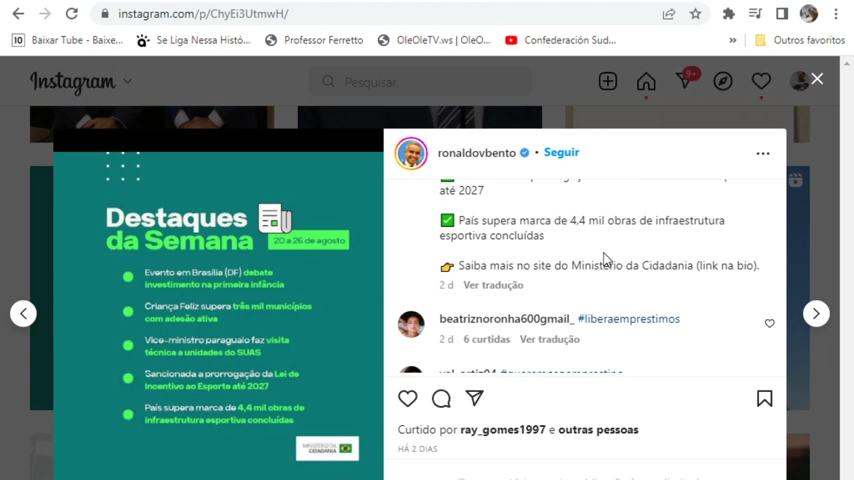 instagram.com/p/ChyEi3UtmwH/
Baixar Tube - Baixe...
Se Liga Nessa Histó...
Professor Ferretto
OleOleTV.ws | OleO...
Confederación Sud...
»
Outros favoritos
Instagram
Pesquisar
9+
Destaques
da Semana
20 a 26 de agosto
Evento em Brasília (DF) debate
investimento na primeira infância
Criança Feliz supera três mil municípios
com adesão ativa
Vice-ministro paraguaio faz visita
técnica a unidades do SUAS
Sancionada a prorrogação da Lei de
Incentivo ao Esporte até 2027
País supera marca de 4,4 mil obras de
infraestrutura esportiva concluídas
MINISTÉRIO DA
CIDADANIA
ronaldovbento
Seguir
até 2027
País supera marca de 4,4 mil obras de infraestrutura
esportiva concluídas
Saiba mais no site do Ministério da Cidadania (link na bio).
2 d Ver tradução
beatriznoronha600gmail_ #liberaemprestimos
2 d 6 curtidas Ver tradução
Curtido por ray_gomes1997 e outras pessoas
HÁ 2 DIAS